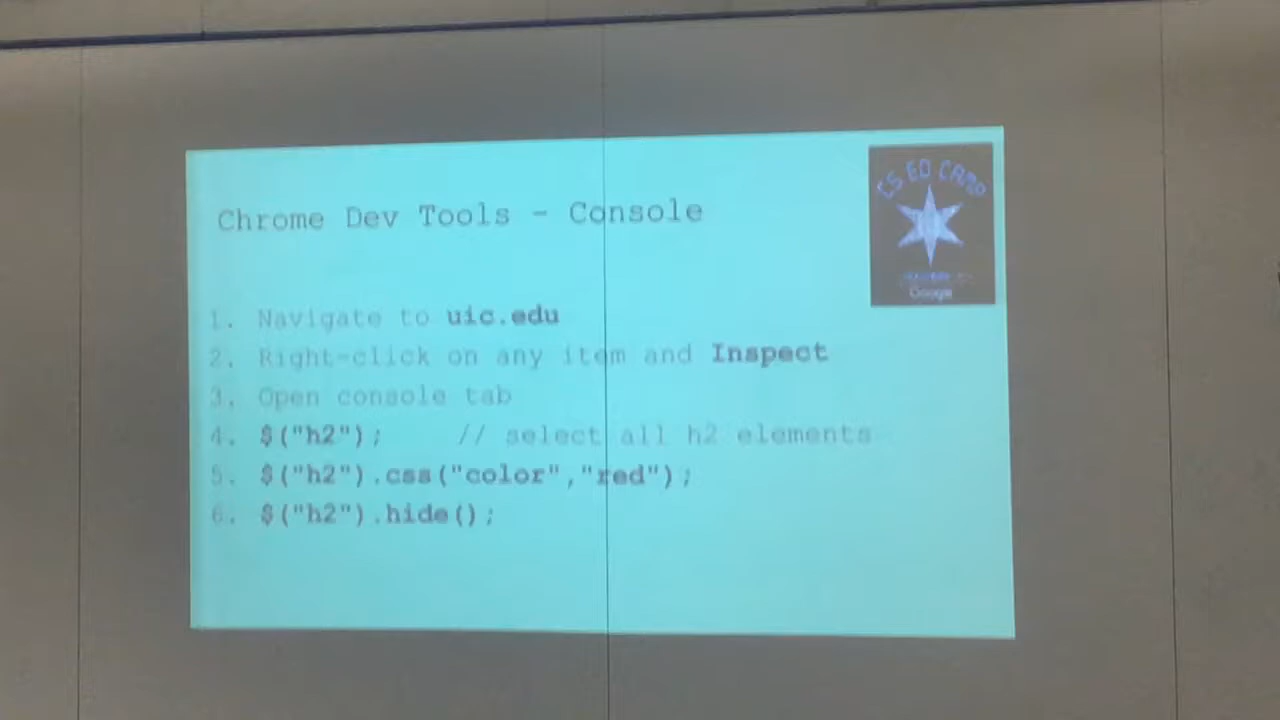 CS ED CAMP
Google
Chrome Dev Tools - Console
1. Navigate to uic.edu
2. Right-click on any item and Inspect
3. Open console tab
4. $("h2"); // select all h2 elements
5. $("h2").css("color","red");
6. $("h2").hide();